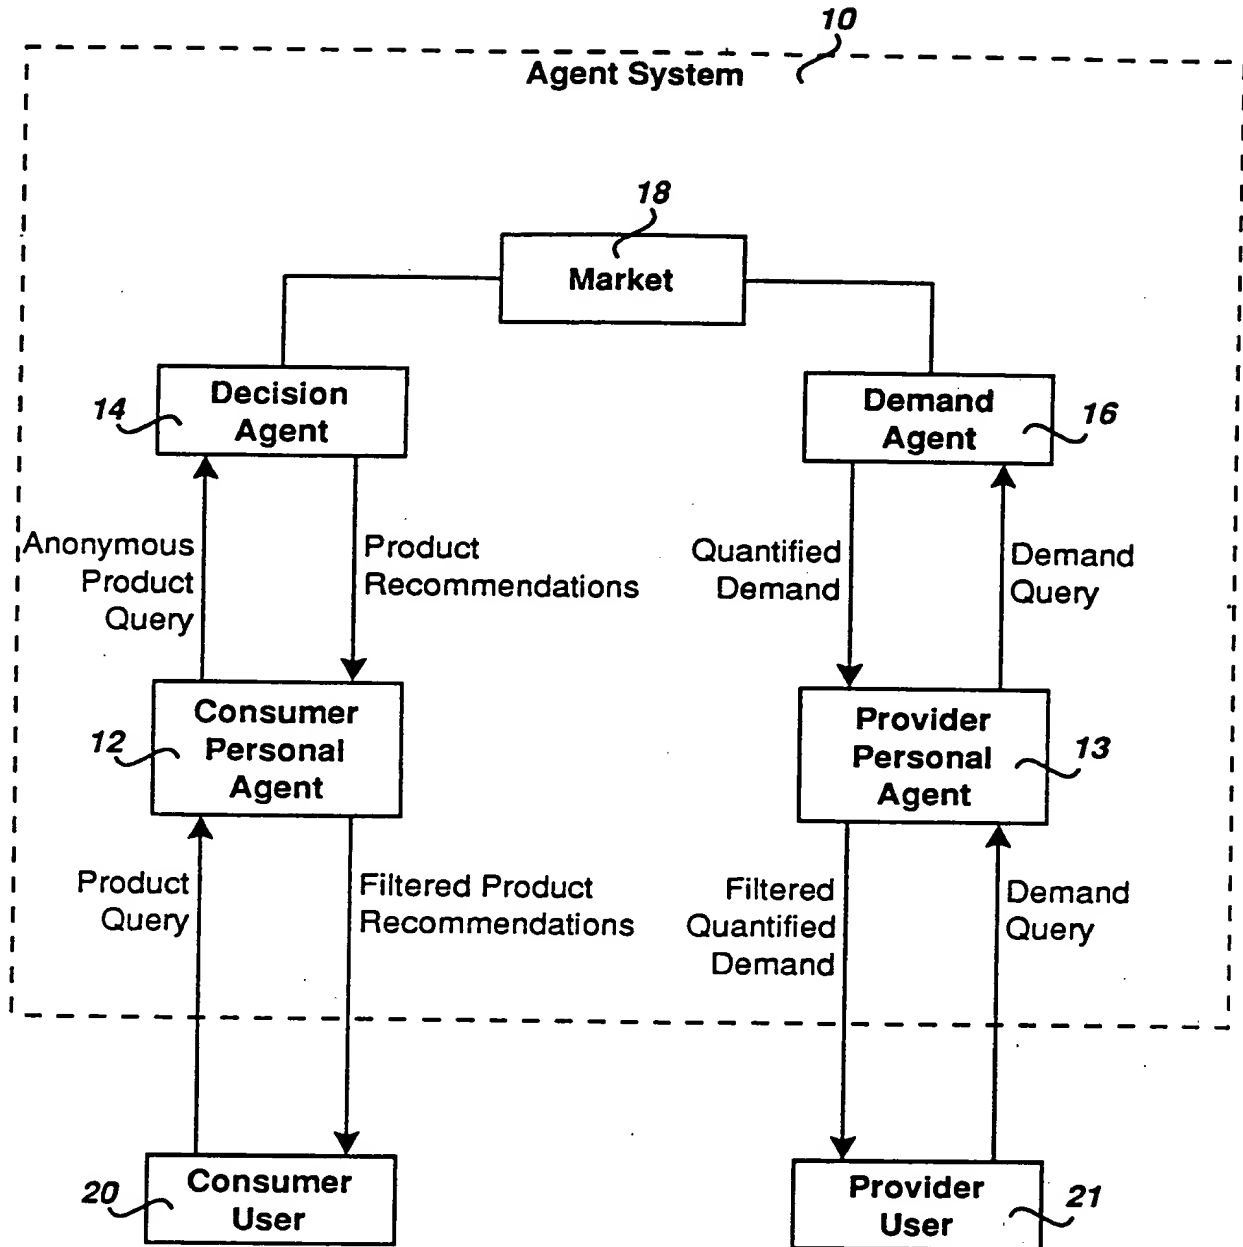 10
Agent System
18
Market
Decision
Agent
14
Demand
Agent
16
Anonymous
Product
Query
Product
Recommendations
Quantified
Demand
Demand
Query
Consumer
Personal
Agent
12
Provider
Personal
Agent
13
Product
Query
Filtered Product
Recommendations
Filtered
Quantified
Demand
Demand
Query
Consumer
User
20
Provider
User
21